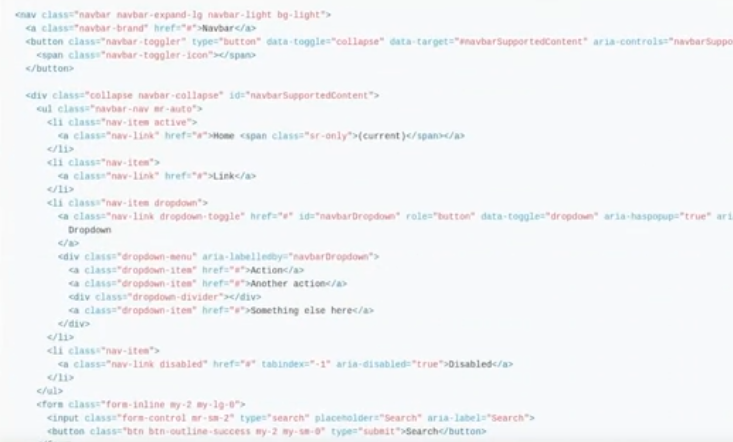 <nav class="navbar navbar-expand-lg navbar-light bg-light">
<a class="navbar-brand" href="#">Navbar</a>
<button class="navbar-toggler" type="button" data-toggle="collapse" data-target="#navbarSupportedContent" aria-controls="navbarSuppo
<span class="navbar-toggler-icon"></span>
</button>
<div class="collapse navbar-collapse" id="navbarSupportedContent">
<ul class="navbar-nav mr-auto">
<li class="nav-item active">
<a class="nav-link" href="#">Home <span class="sr-only">(current)</span></a>
</li>
<li class="nav-item">
<a class="nav-link" href="#">Link</a>
</li>
<li class="nav-item dropdown">
<a class="nav-link dropdown-toggle" href="#" id="navbarDropdown" role="button" data-toggle="dropdown" aria-haspopup="true" ari
Dropdown
</a>
<div class="dropdown-menu" aria-labelledby="navbarDropdown">
<a class="dropdown-item" href="#">Action</a>
<a class="dropdown-item" href="#">Another action</a>
<div class="dropdown-divider"></div>
<a class="dropdown-item" href="#">Something else here</a>
</div>
</li>
<li class="nav-item">
<a class="nav-link disabled" href="#" tabindex="-1" aria-disabled="true">Disabled</a>
</li>
</ul>
<form class="form-inline my-2 my-lg-0">
<input class="form-control mr-sm-2" type="search" placeholder="Search" aria-label="Search">
<button class="btn btn-outline-success my-2 my-sm-0" type="submit">Search</button>